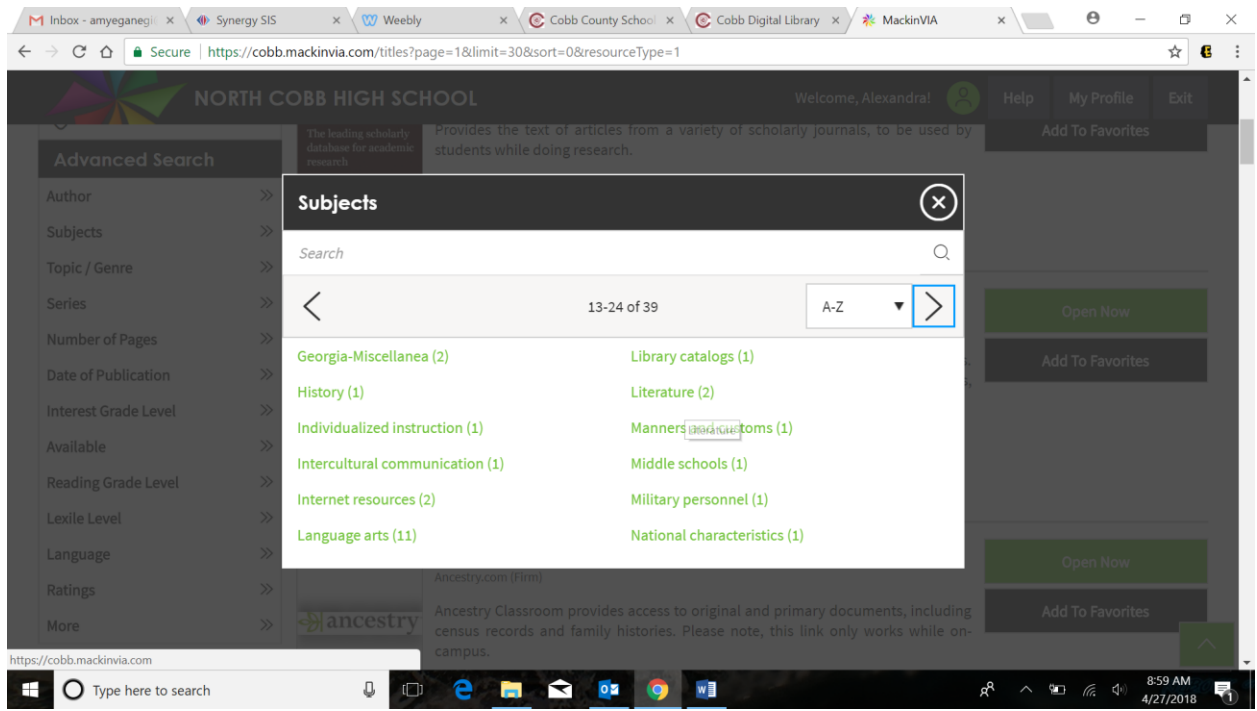 Inbox - amyeganegi
Synergy SIS
Weebly
Cobb County School
Cobb Digital Library
MackinVIA
Secure
https://cobb.mackinvia.com/titles?page=1&limit=30&sort=0&resourceType=1
NORTH COBB HIGH SCHOOL
Welcome, Alexandra!
Help
My Profile
Exit
The leading scholarly
database for academic
research
Provides the text of articles from a variety of scholarly journals, to be used by
students while doing research.
Add To Favorites
Advanced Search
Author
Subjects
Topic / Genre
Series
Number of Pages
Date of Publication
Interest Grade Level
Available
Reading Grade Level
Lexile Level
Language
Ratings
More
Subjects
Search
13-24 of 39
A-Z
Georgia-Miscellanea (2)
History (1)
Individualized instruction (1)
Intercultural communication (1)
Internet resources (2)
Language arts (11)
Library catalogs (1)
Literature (2)
Manners toms (1)
Literature
Middle schools (1)
Military personnel (1)
National characteristics (1)
Open Now
Add To Favorites
Open Now
Add To Favorites
Ancestry.com (Firm)
ancestry
Ancestry Classroom provides access to original and primary documents, including
census records and family histories. Please note, this link only works while on-
campus.
https://cobb.mackinvia.com
Type here to search
8:59 AM
4/27/2018
1